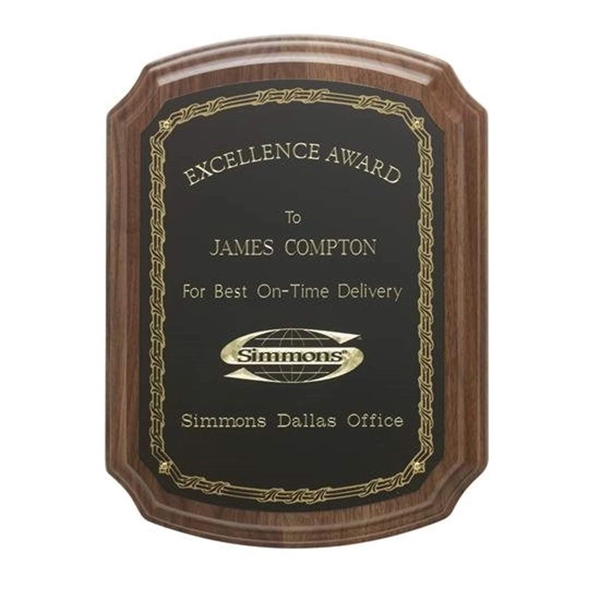 EXCELLENCE AWARD
To
JAMES COMPTON
For Best On-Time Delivery
Simmons
Simmons Dallas Office